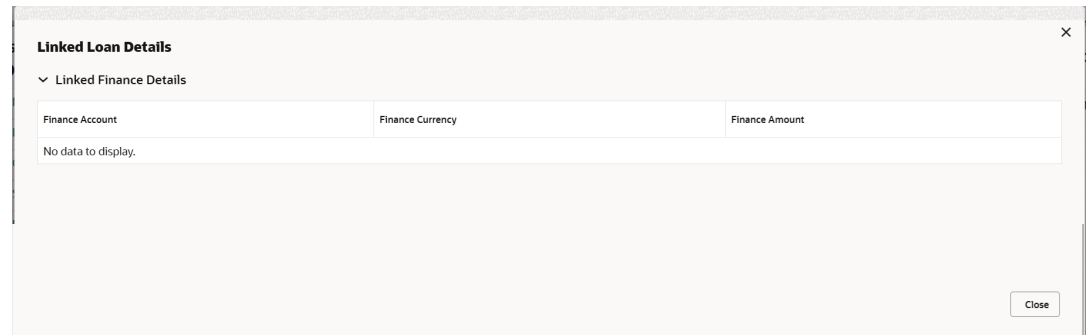 Linked Loan Details
Linked Finance Details
Finance Account Finance Currency Finance Amount
No data to display.
Close